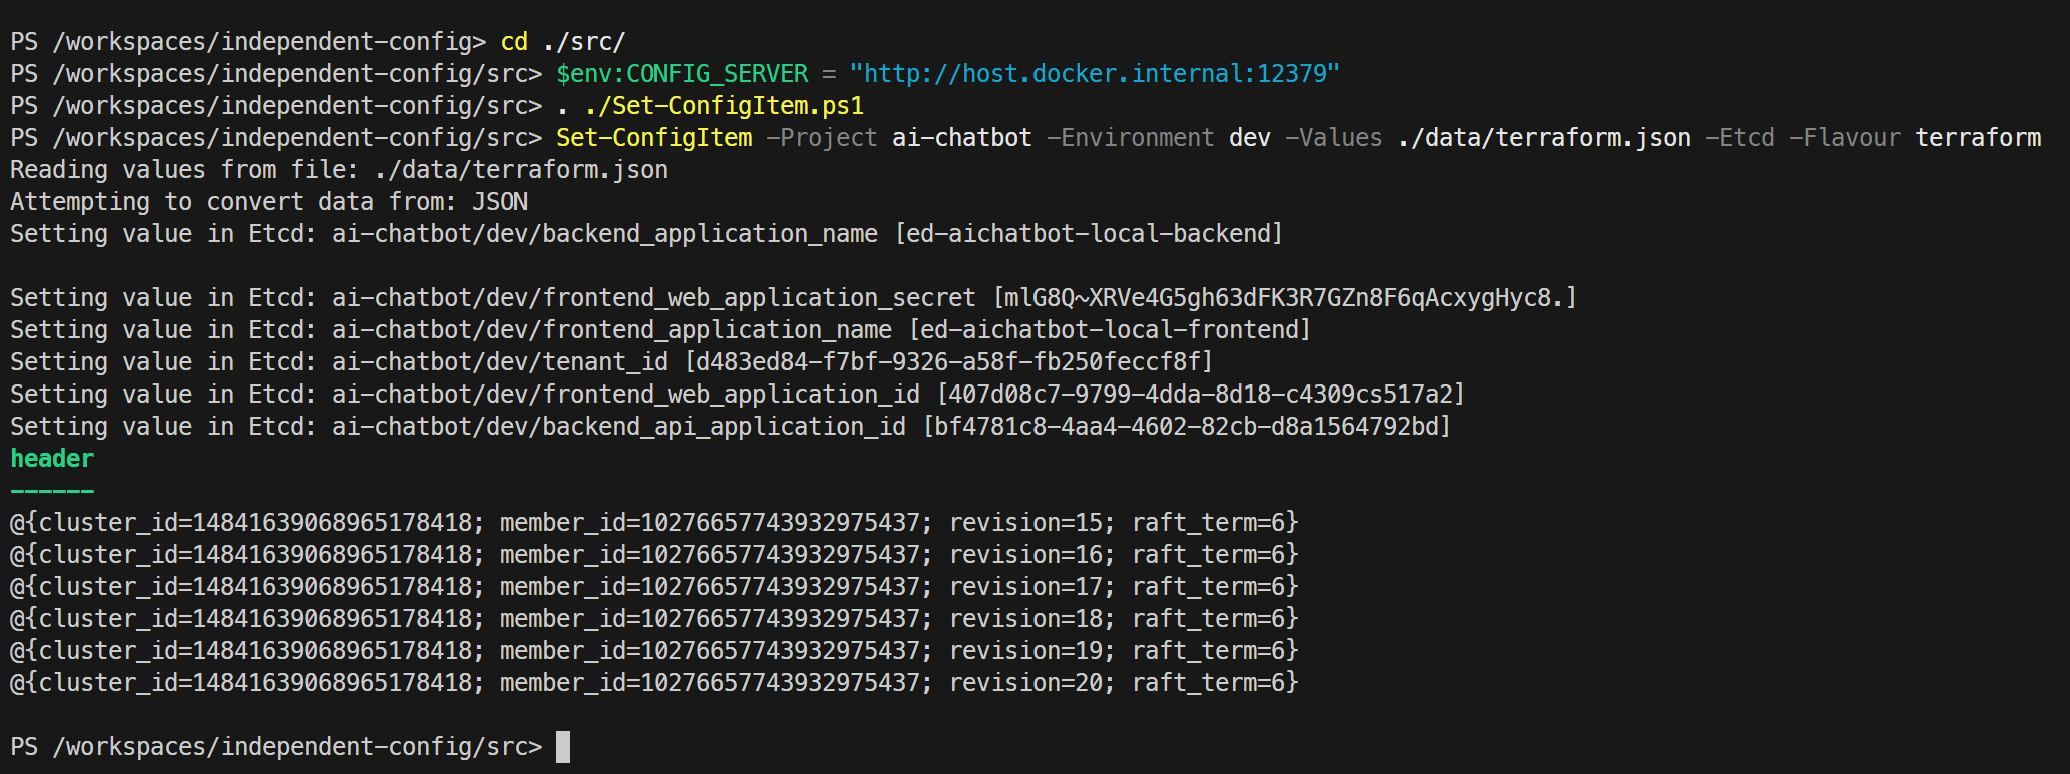 PS /workspaces/independent-config> cd ./src/
PS /workspaces/independent-config/src> $env:CONFIG_SERVER = "http://host.docker.internal:12379"
PS /workspaces/independent-config/src> . ./Set-ConfigItem.ps1
PS /workspaces/independent-config/src> Set-ConfigItem -Project ai-chatbot -Environment dev -Values ./data/terraform.json -Etcd -Flavour terraform
Reading values from file: ./data/terraform.json
Attempting to convert data from: JSON
Setting value in Etcd: ai-chatbot/dev/backend_application_name [ed-aichatbot-local-backend]
Setting value in Etcd: ai-chatbot/dev/frontend_web_application_secret [mlG8Q~XRVe4G5gh63dFK3R7GZn8F6qAcxygHyc8.]
Setting value in Etcd: ai-chatbot/dev/frontend_application_name [ed-aichatbot-local-frontend]
Setting value in Etcd: ai-chatbot/dev/tenant_id [d483ed84-f7bf-9326-a58f-fb250feccf8f]
Setting value in Etcd: ai-chatbot/dev/frontend_web_application_id [407d08c7-9799-4dda-8d18-c4309cs517a2]
Setting value in Etcd: ai-chatbot/dev/backend_api_application_id [bf4781c8-4aa4-4602-82cb-d8a1564792bd]
header
------
@{cluster_id=14841639068965178418; member_id=10276657743932975437; revision=15; raft_term=6}
@{cluster_id=14841639068965178418; member_id=10276657743932975437; revision=16; raft_term=6}
@{cluster_id=14841639068965178418; member_id=10276657743932975437; revision=17; raft_term=6}
@{cluster_id=14841639068965178418; member_id=10276657743932975437; revision=18; raft_term=6}
@{cluster_id=14841639068965178418; member_id=10276657743932975437; revision=19; raft_term=6}
@{cluster_id=14841639068965178418; member_id=10276657743932975437; revision=20; raft_term=6}
PS /workspaces/independent-config/src>